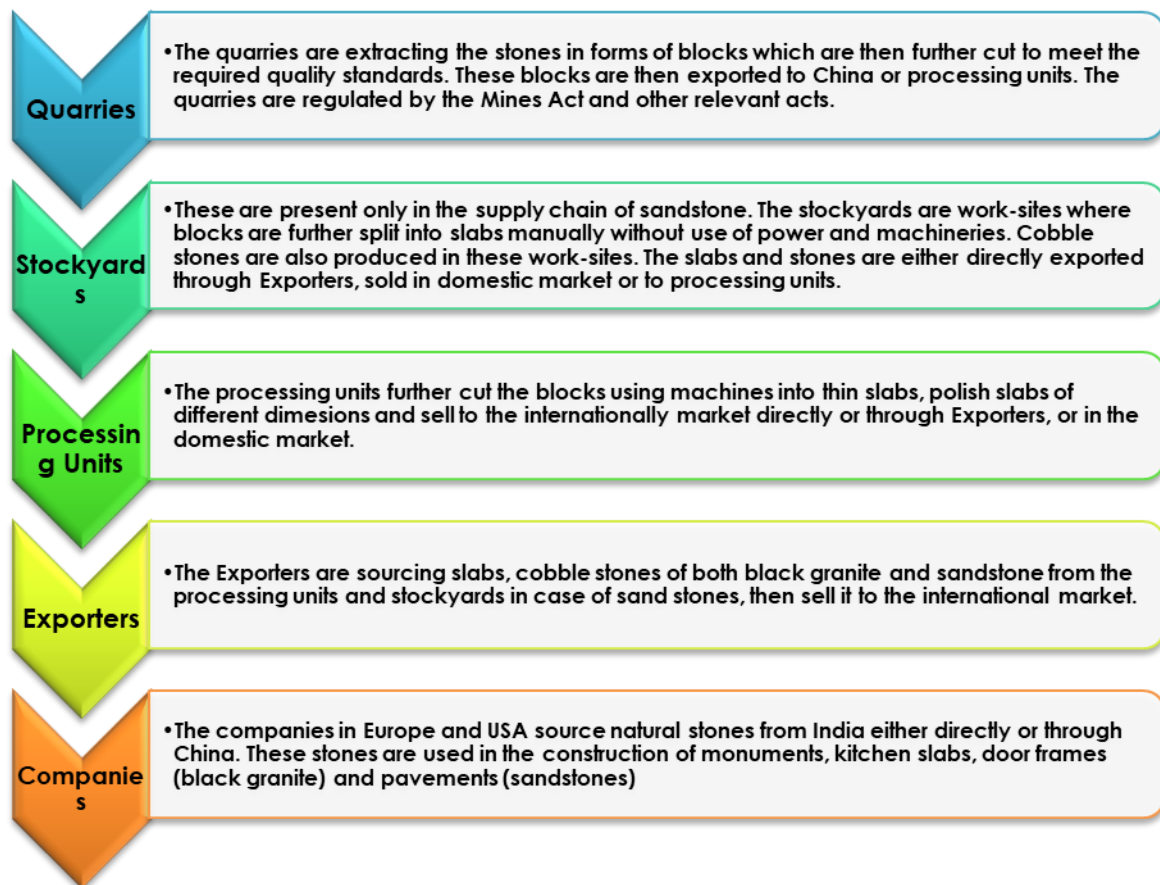 Quarries
•The quarries are extracting the stones in forms of blocks which are then further cut to meet the
required quality standards. These blocks are then exported to China or processing units. The
quarries are regulated by the Mines Act and other relevant acts.
Stockyard
s
•These are present only in the supply chain of sandstone. The stockyards are work-sites where
blocks are further split into slabs manually without use of power and machineries. Cobble
stones are also produced in these work-sites. The slabs and stones are either directly exported
through Exporters, sold in domestic market or to processing units.
Processin
g Units
•The processing units further cut the blocks using machines into thin slabs, polish slabs of
different dimesions and sell to the internationally market directly or through Exporters, or in the
domestic market.
Exporters
•The Exporters are sourcing slabs, cobble stones of both black granite and sandstone from the
processing units and stockyards in case of sand stones, then sell it to the international market.
Companie
s
•The companies in Europe and USA source natural stones from India either directly or through
China. These stones are used in the construction of monuments, kitchen slabs, door frames
(black granite) and pavements (sandstones)